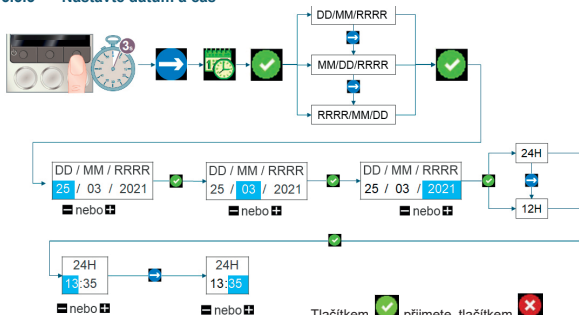 Nastavte datum a čas
3s
DD/MM/RRRR
MM/DD/RRRR
RRRR/MM/DD
DD / MM / RRRR
25 / 03 / 2021
nebo
DD / MM / RRRR
25 / 03 / 2021
nebo
DD / MM / RRRR
25 / 03 / 2021
nebo
24H
12H
24H
13:35
nebo
24H
13:35
nebo
Tlačítkem přijmete, tlačítkem